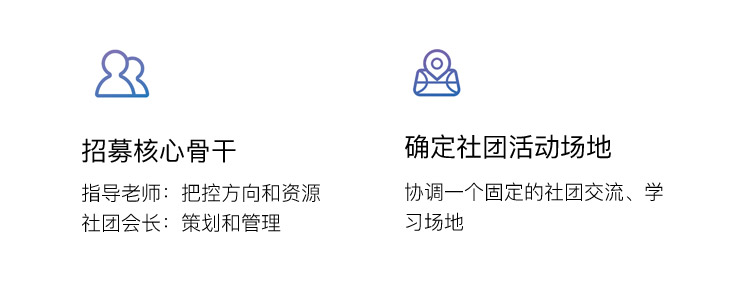 招募核心骨干
指导老师：把控方向和资源
社团会长：策划和管理
确定社团活动场地
协调一个固定的社团交流、学
习场地